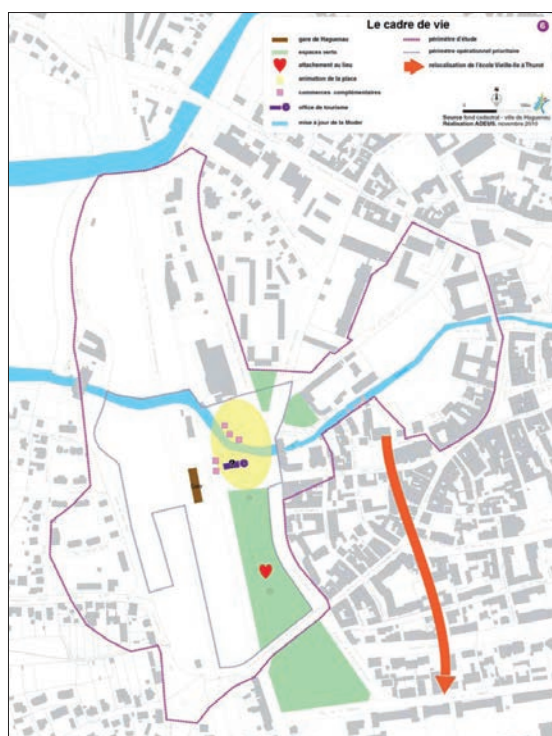 Le cadre de vie
6
gare de Haguenau
espaces verts
attachement au lieu
animation de la place
commerces complémentaires
office de tourisme
mise à jour de la Moder
périmètre d'étude
périmètre opérationnel prioritaire
relocalisation de l'école Vieille-Ile à Thurot
Source fond cadastral - ville de Haguenau
Réalisation ADEUS, novembre 2010